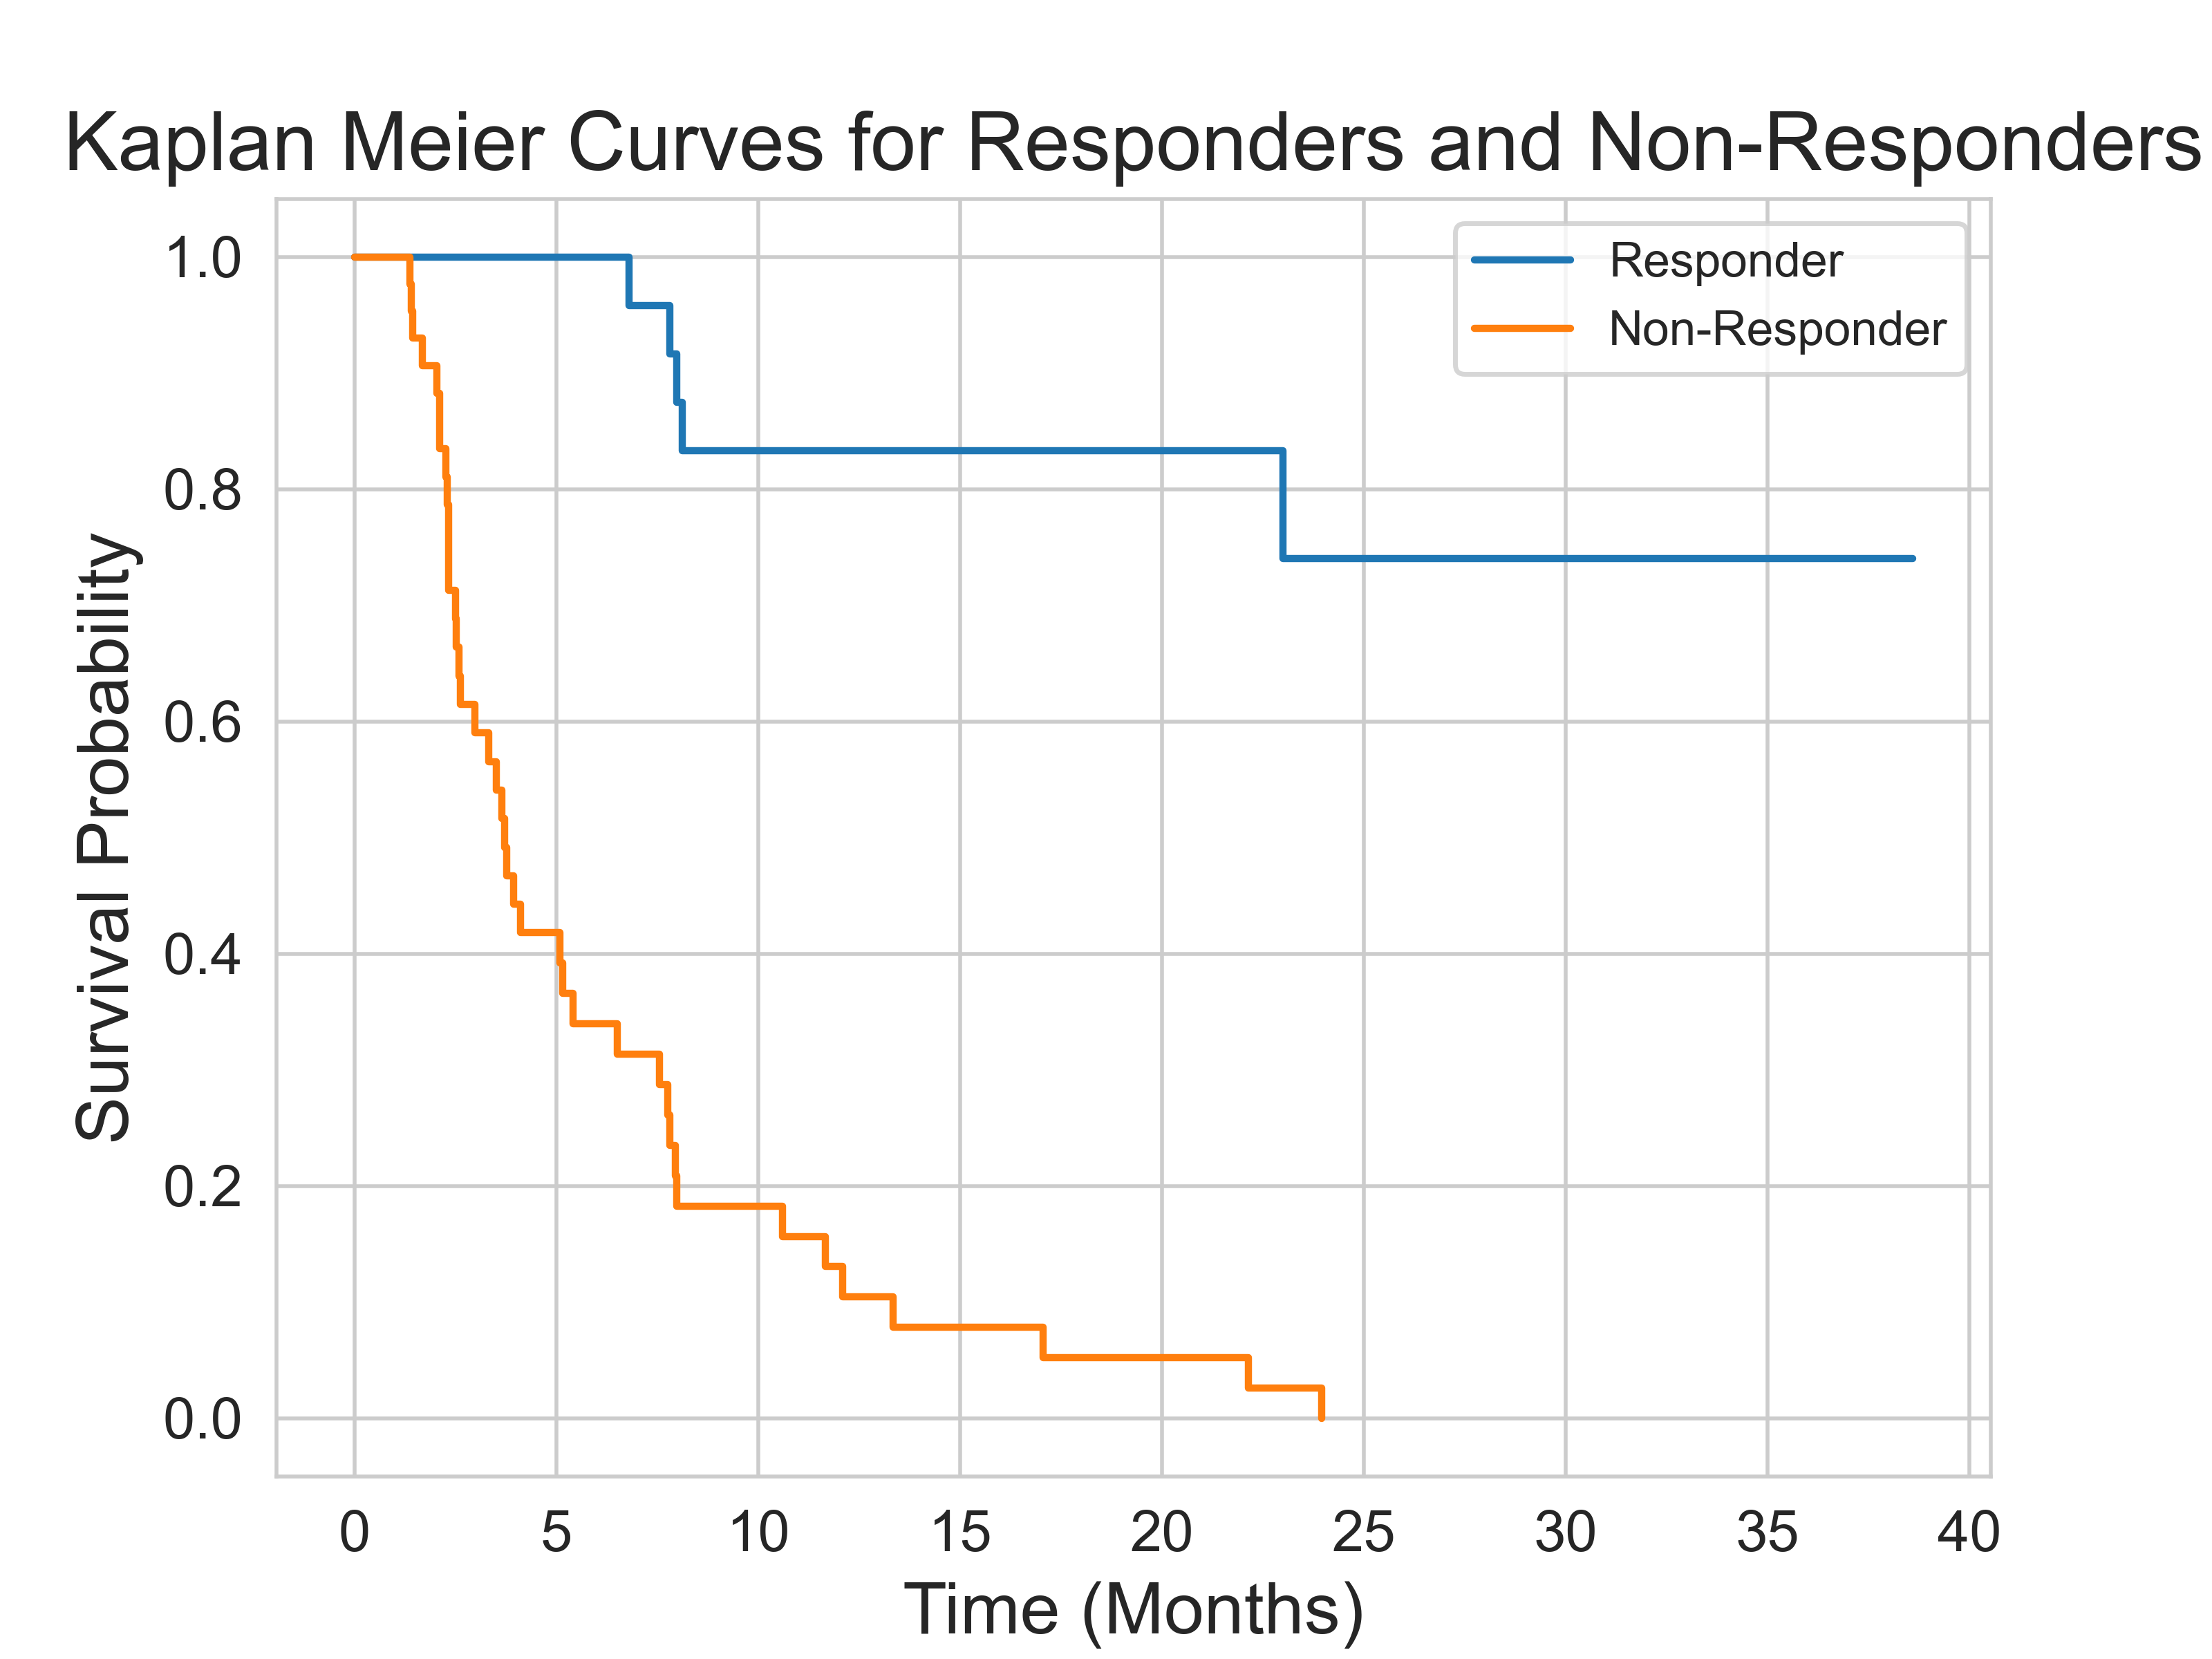 Kaplan Meier Curves for Responders and Non-Responders
Responder
Non-Responder
1.0
0.8
0.6
0.4
0.2
0.0
Survival Probability
0 5 10 15 20 25 30 35 40
Time (Months)